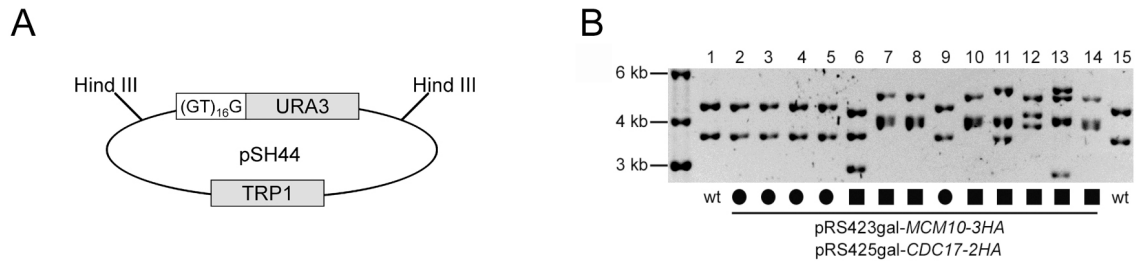 A
B
Hind III
Hind III
(GT)₁₆G
URA3
pSH44
TRP1
1 2 3 4 5 6 7 8 9 10 11 12 13 14 15
6 kb
4 kb
3 kb
wt
wt
pRS423gal-MCM10-3HA
pRS425gal-CDC17-2HA